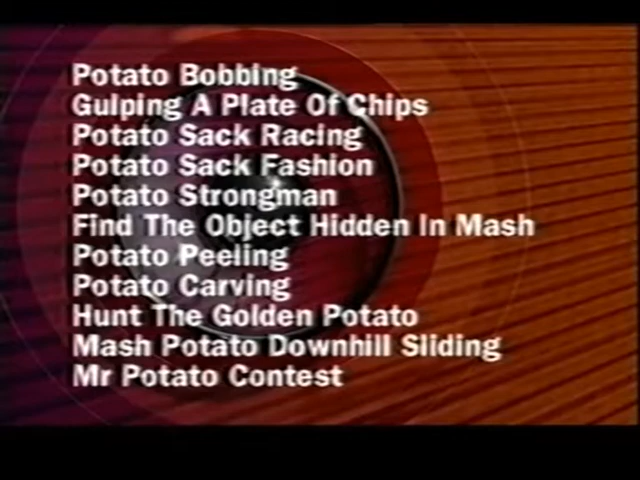 Potato Bobbing
Gulping A Plate Of Chips
Potato Sack Racing
Potato Sack Fashion
Potato Strongman
Find The Object Hidden In Mash
Potato Peeling
Potato Carving
Hunt The Golden Potato
Mash Potato Downhill Sliding
Mr Potato Contest